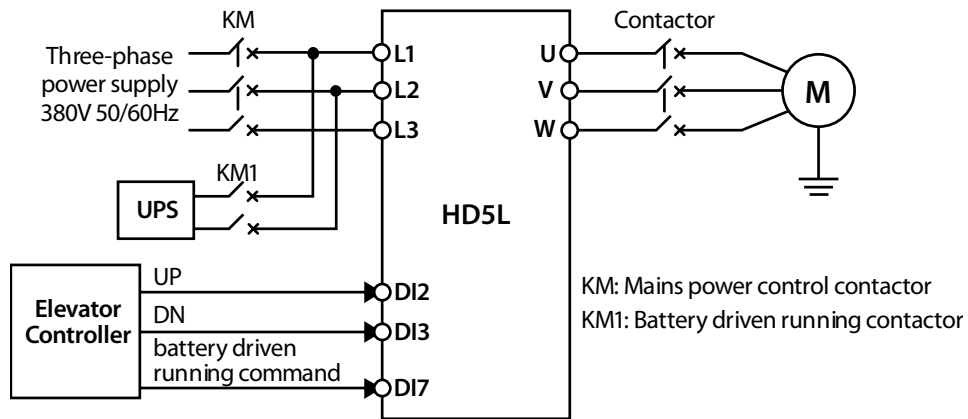 KM
Contactor
Three-phase
power supply
380V 50/60Hz
L1
L2
L3
U
V
W
M
KM1
UPS
HD5L
Elevator
Controller
UP
DN
battery driven
running command
DI2
DI3
DI7
KM: Mains power control contactor
KM1: Battery driven running contactor